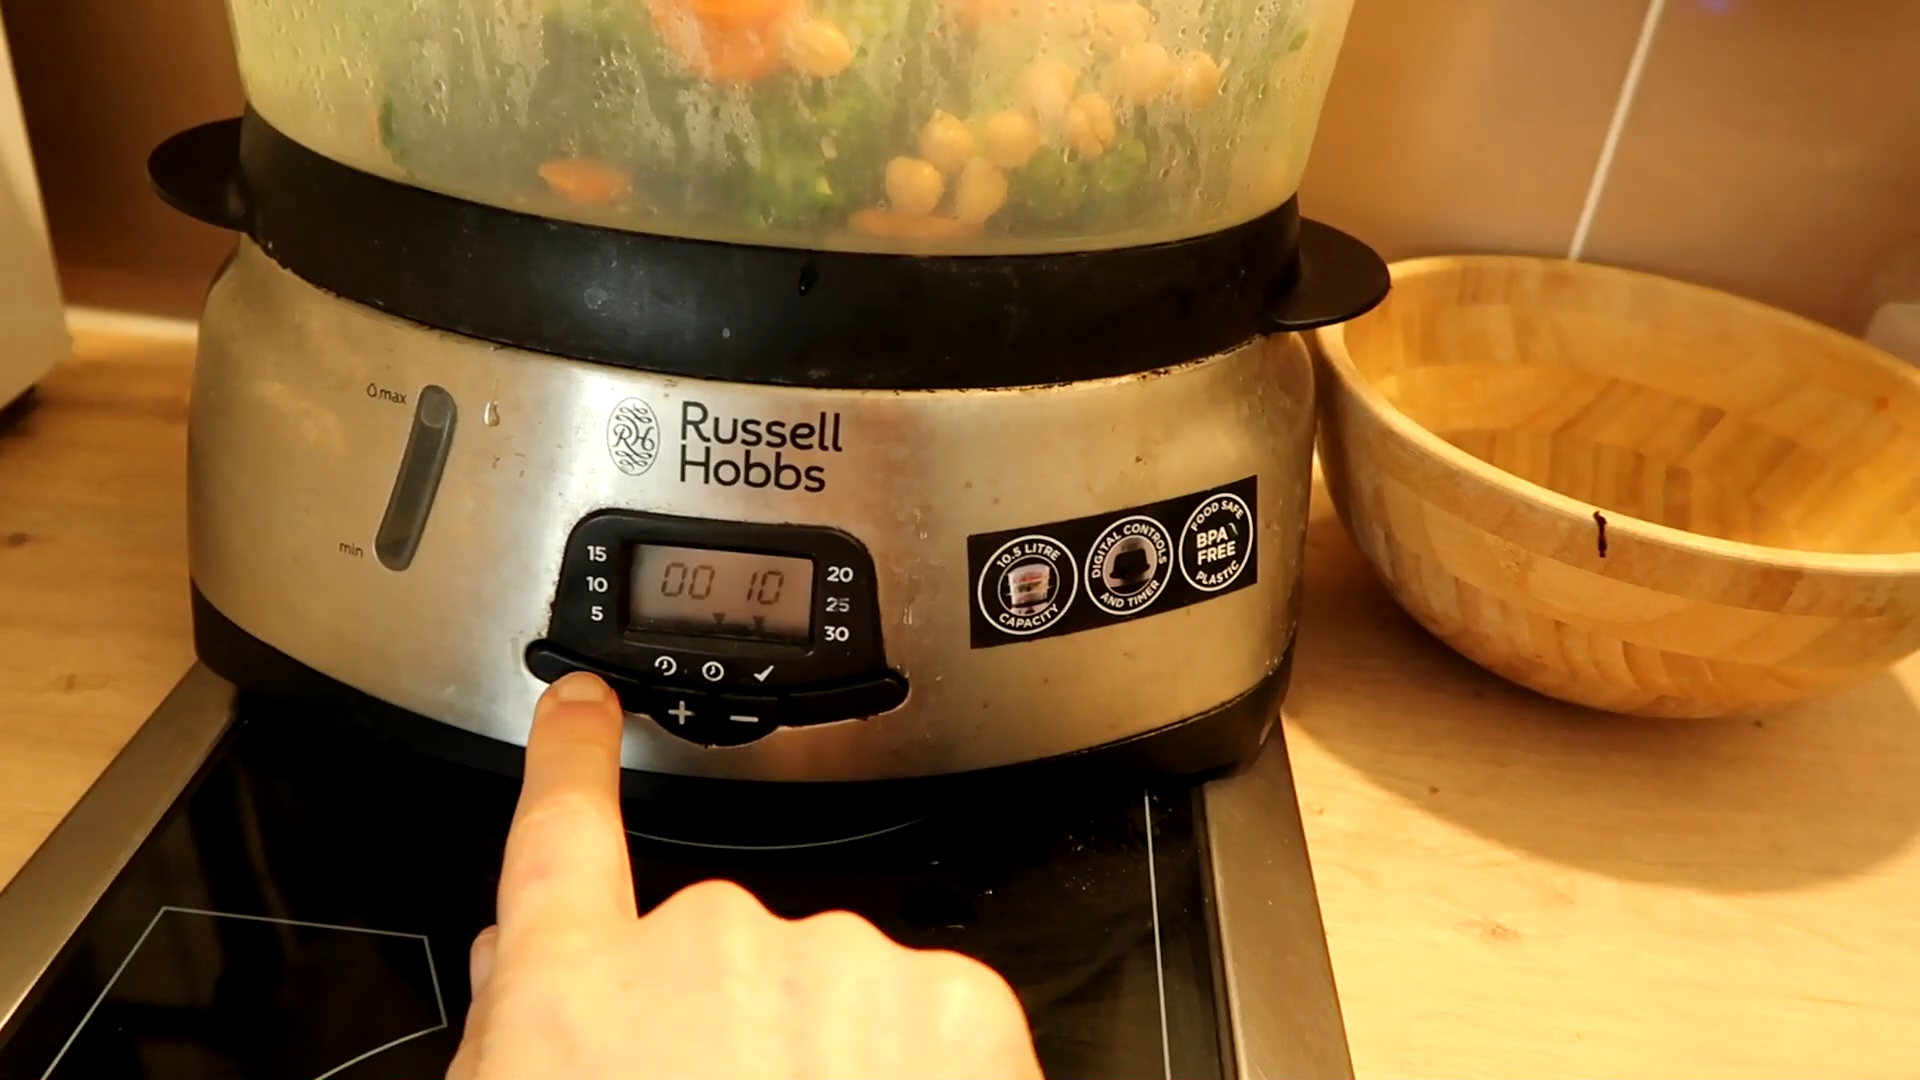 max
min
RH
Russell
Hobbs
15
10
5
00 10
20
25
30
+ −
10.5 LITRE
CAPACITY
DIGITAL CONTROLS
AND TIMER
FOOD SAFE
BPA
FREE
PLASTIC